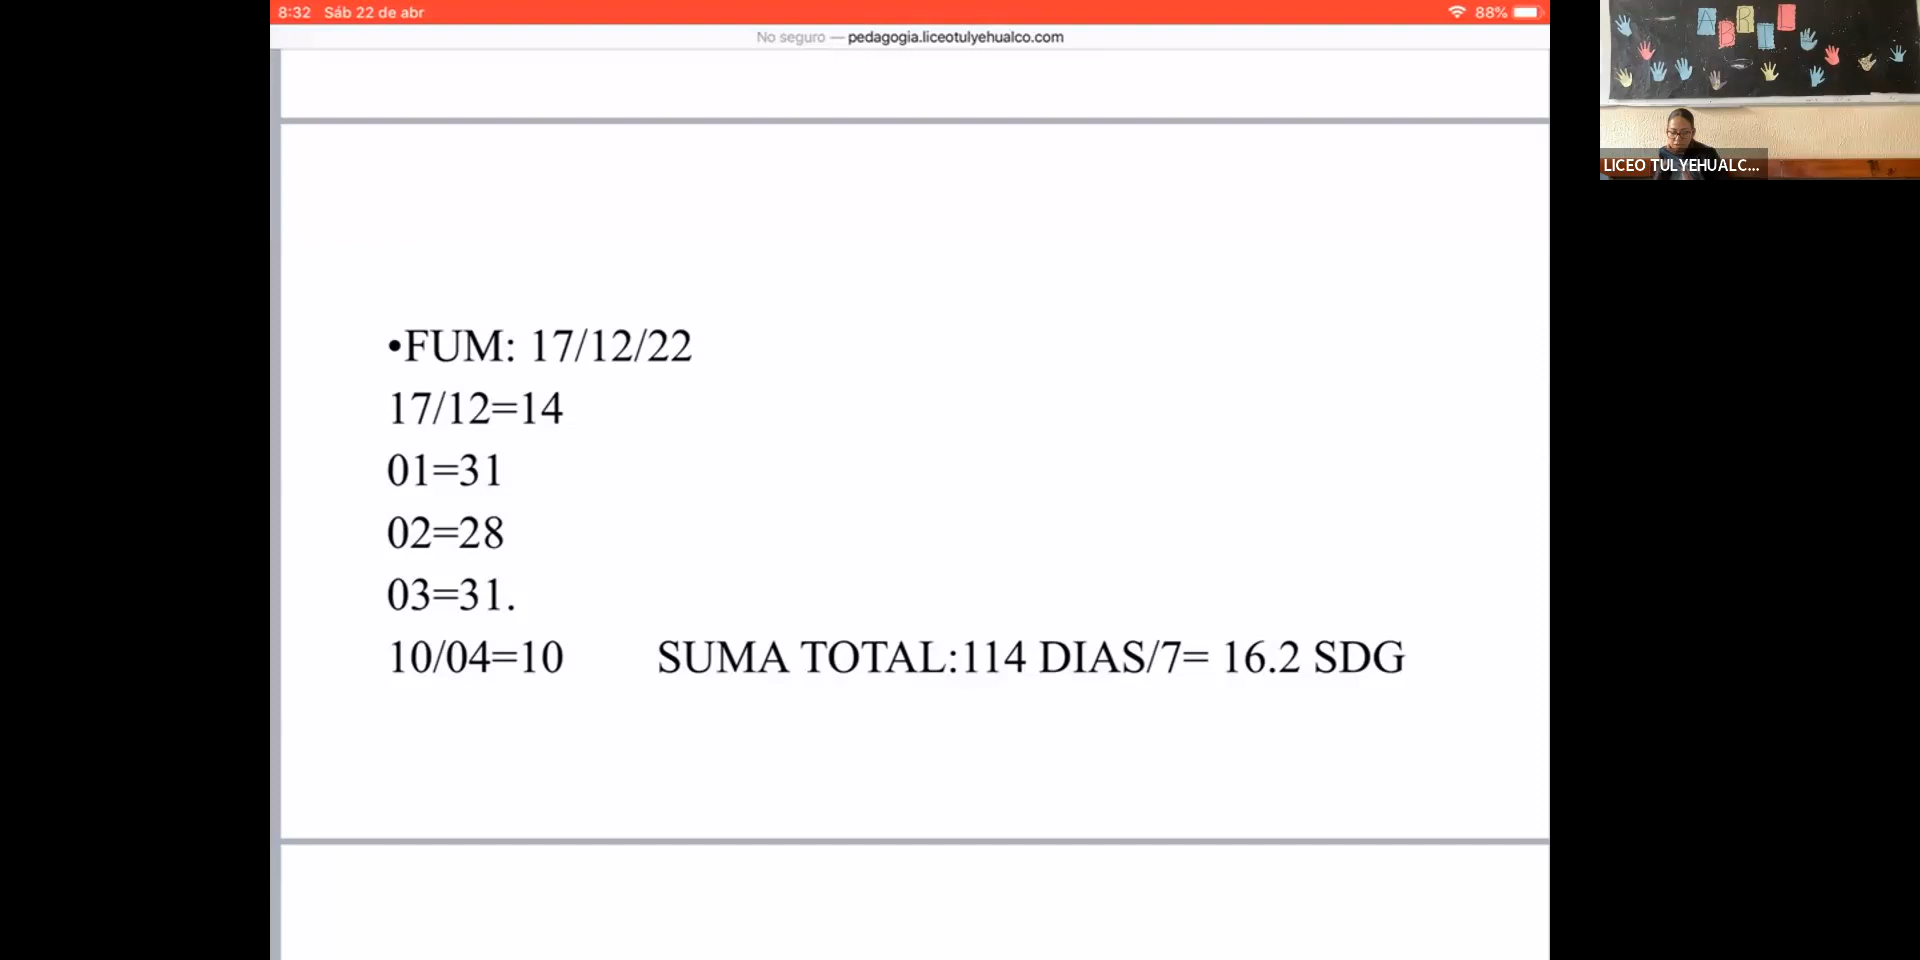 8:32 Sáb 22 de abr 88%
No seguro — pedagogia.liceotulyehualco.com
ABRIL
LICEO TULYEHUALC...
•FUM: 17/12/22
17/12=14
01=31
02=28
03=31.
10/04=10 SUMA TOTAL:114 DIAS/7= 16.2 SDG